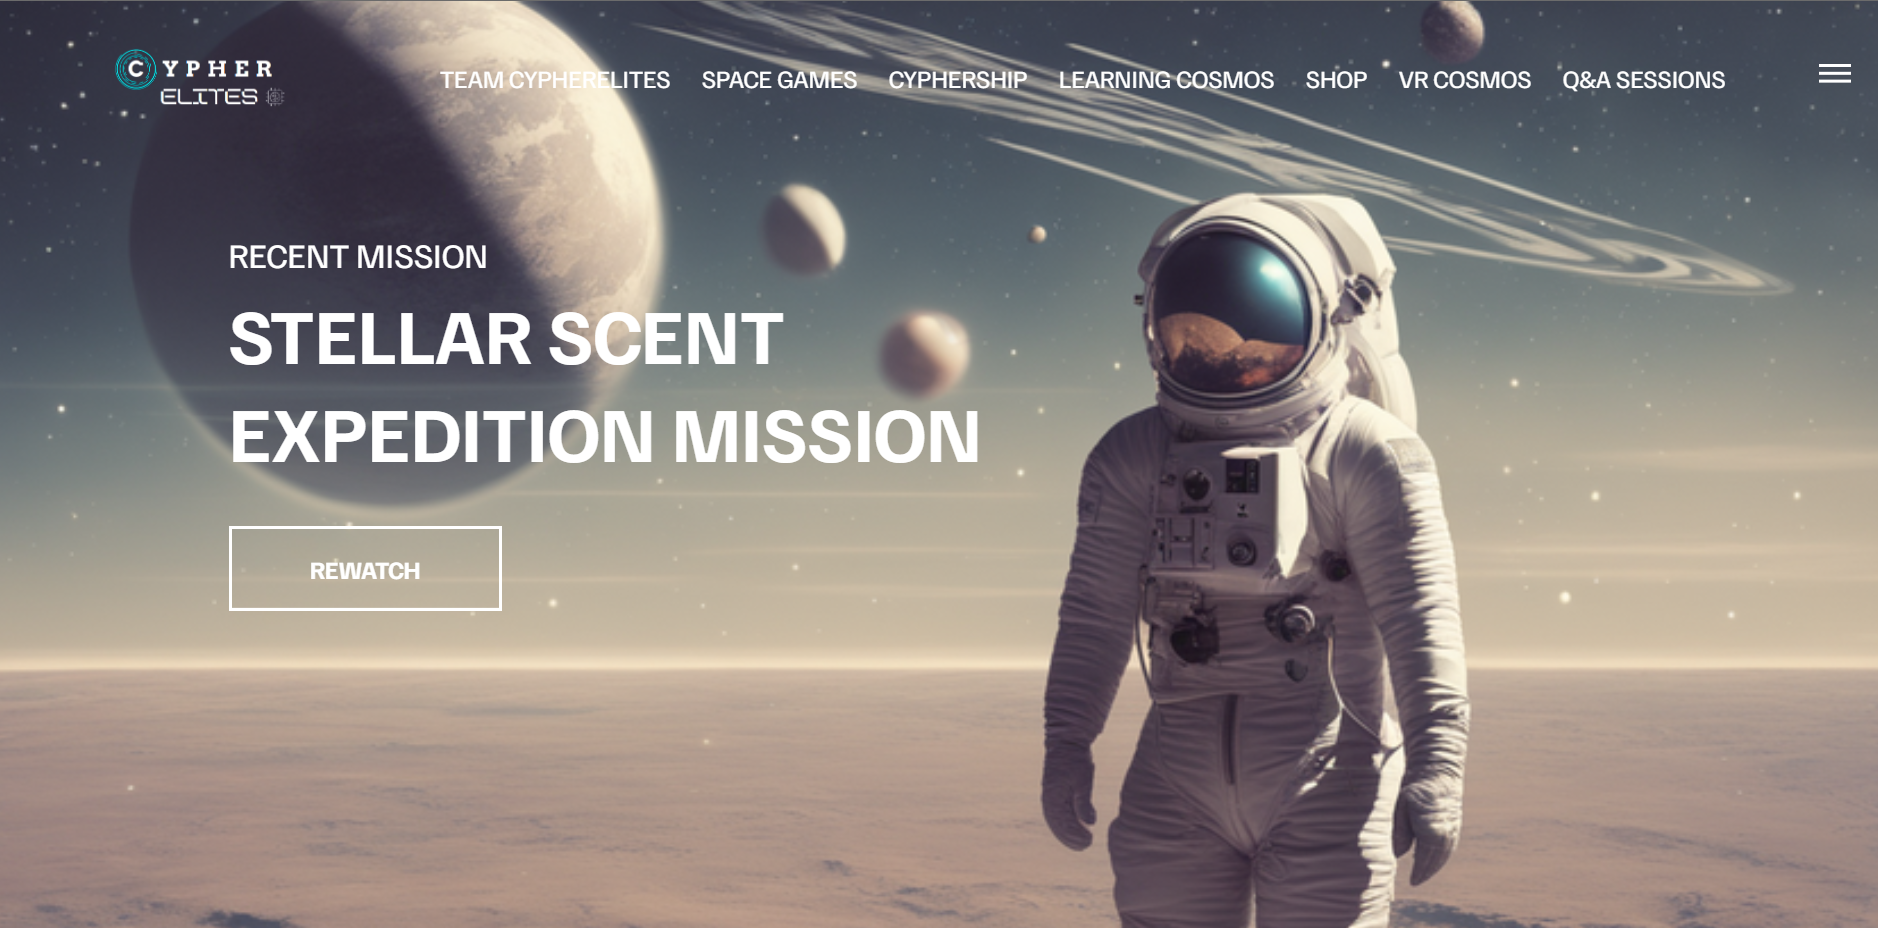 CYPHER
ELITES
TEAM CYPHERELITES SPACE GAMES CYPHERSHIP LEARNING COSMOS SHOP VR COSMOS Q&A SESSIONS
RECENT MISSION
STELLAR SCENT
EXPEDITION MISSION
REWATCH